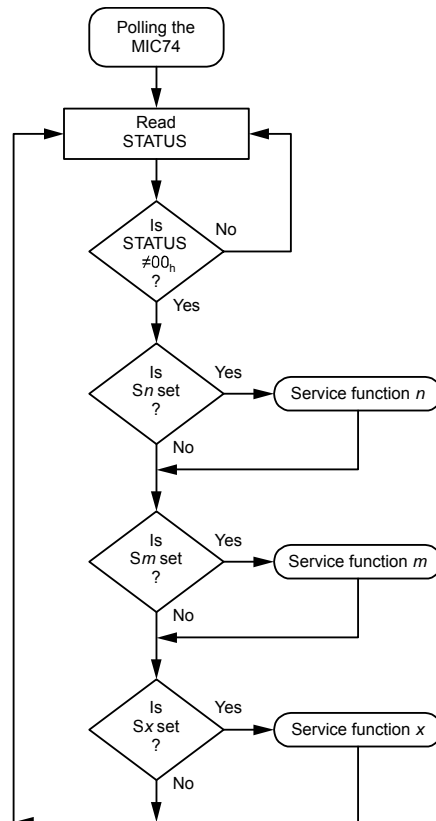 Polling the
MIC74
Read
STATUS
Is
STATUS
≠00h
?
No
Yes
Is
Sn set
?
Yes
Service function n
No
Is
Sm set
?
Yes
Service function m
No
Is
Sx set
?
Yes
Service function x
No